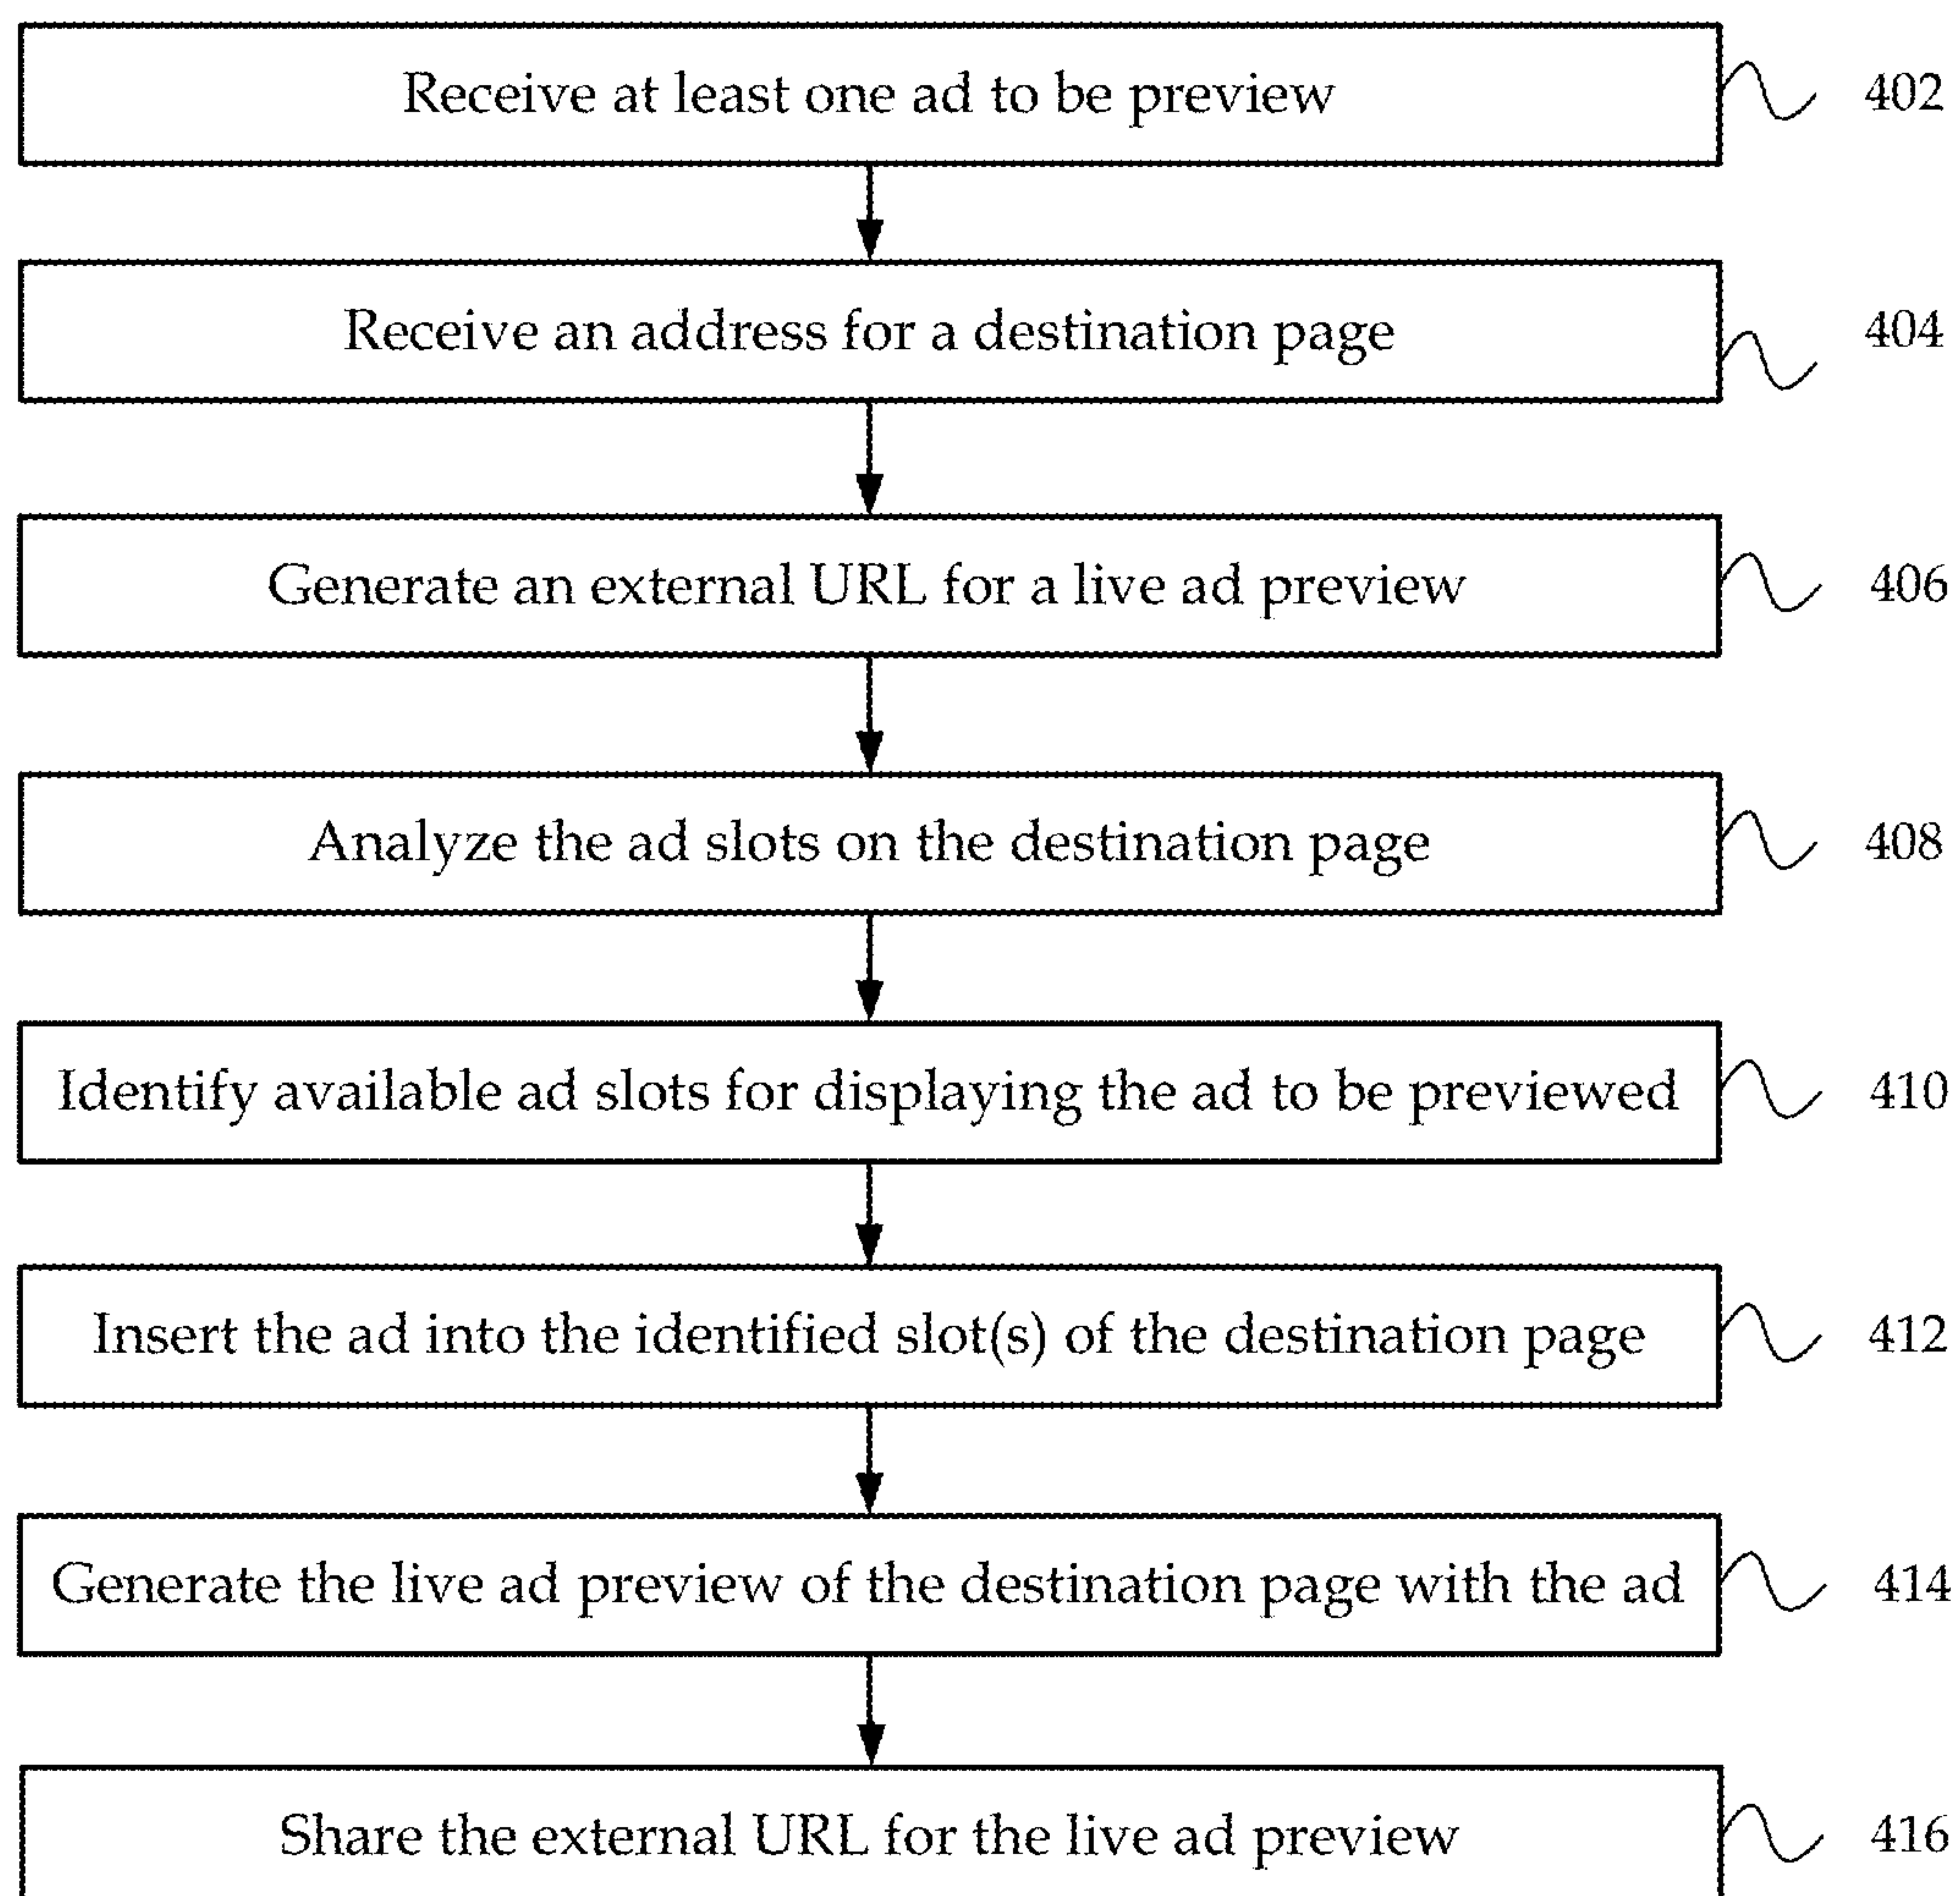 Receive at least one ad to be preview 402
Receive an address for a destination page 404
Generate an external URL for a live ad preview 406
Analyze the ad slots on the destination page 408
Identify available ad slots for displaying the ad to be previewed 410
Insert the ad into the identified slot(s) of the destination page 412
Generate the live ad preview of the destination page with the ad 414
Share the external URL for the live ad preview 416